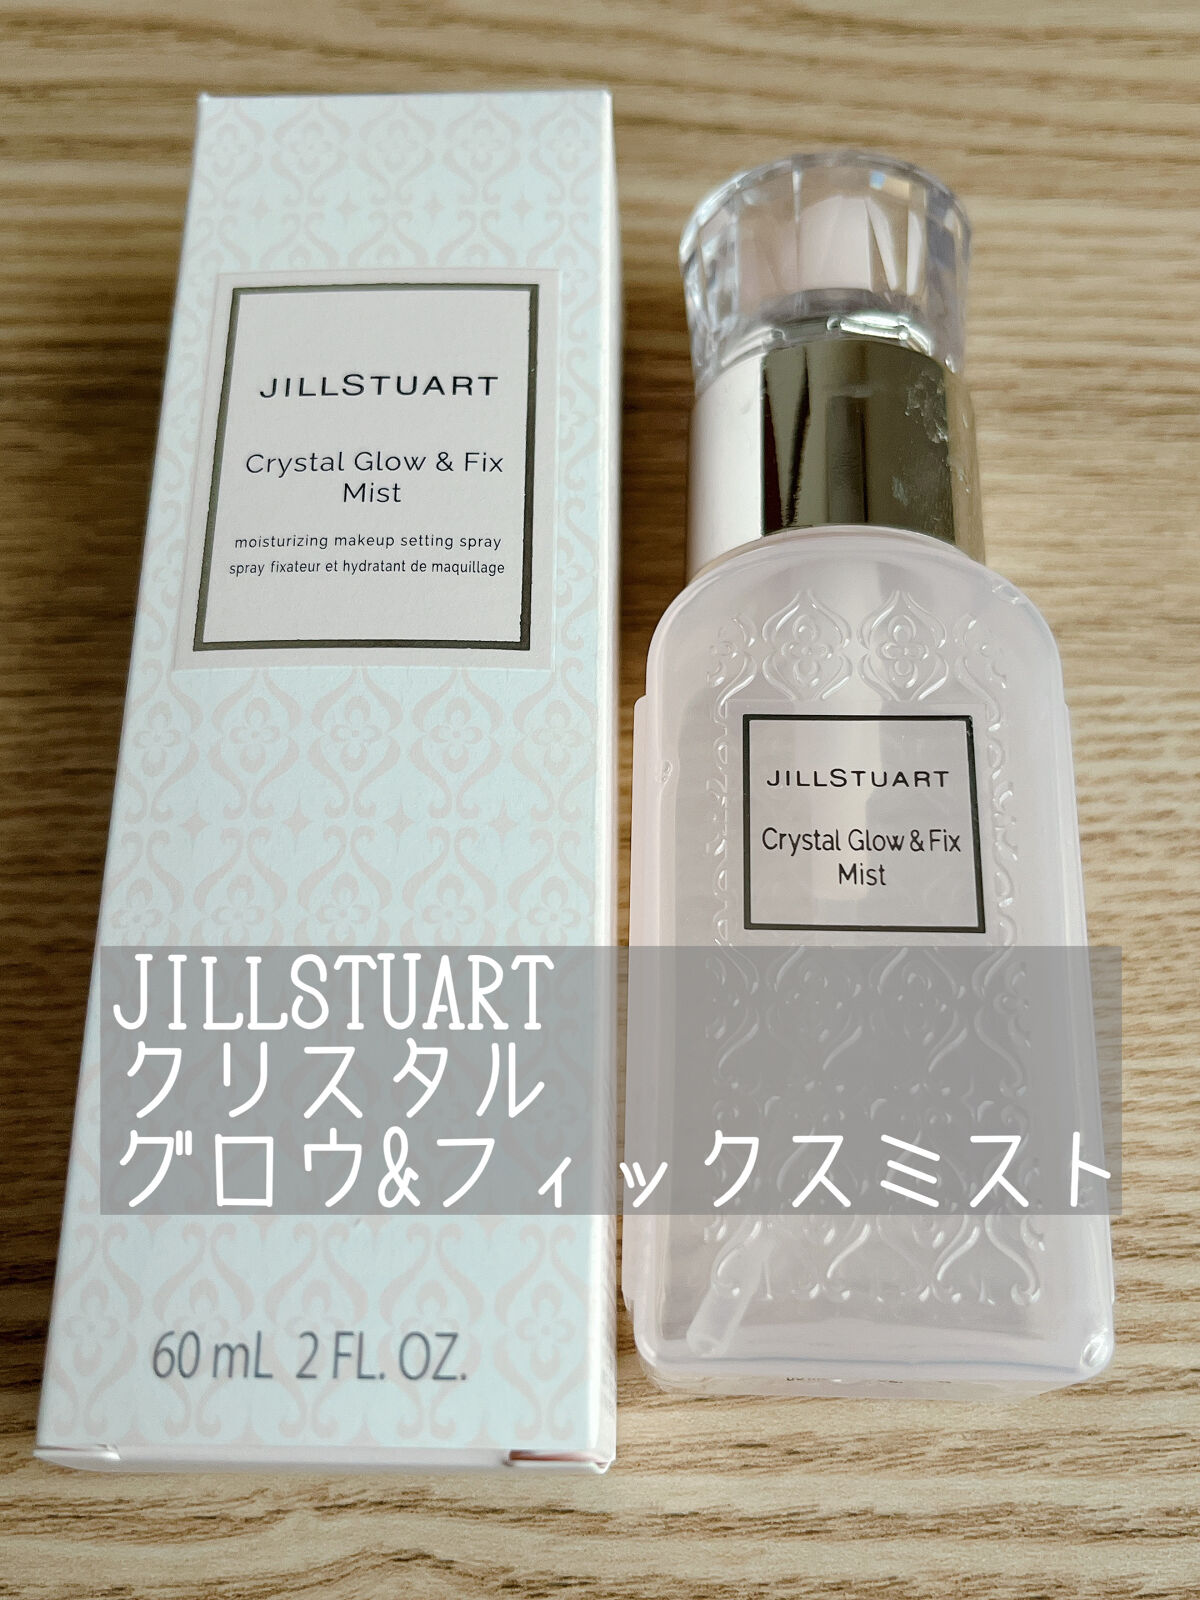 JILLSTUART
Crystal Glow & Fix
Mist
moisturizing makeup setting spray
spray fixateur et hydratant de maquillage
JILLSTUART
Crystal Glow & Fix
Mist
JILLSTUART
クリスタル
グロウ&フィックスミスト
60 mL 2 FL. OZ.